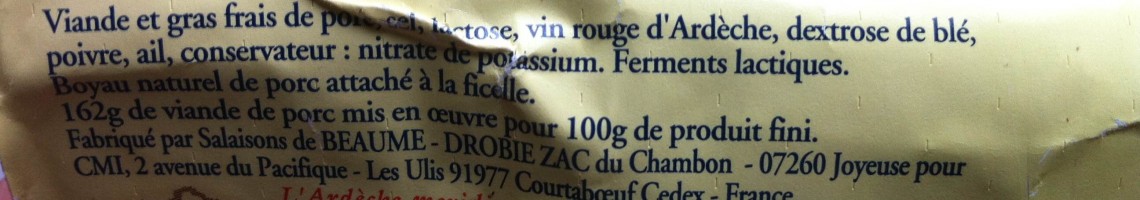 Viande et gras frais de porc, sel, lactose, vin rouge d'Ardèche, dextrose de blé,
poivre, ail, conservateur : nitrate de potassium. Ferments lactiques.
Boyau naturel de porc attaché à la ficelle.
162g de viande de porc mis en œuvre pour 100g de produit fini.
Fabriqué par Salaisons de BEAUME - DROBIE ZAC du Chambon - 07260 Joyeuse pour
CMI, 2 avenue du Pacifique - Les Ulis 91977 Courtabœuf Cedex - France
L'Ardèche